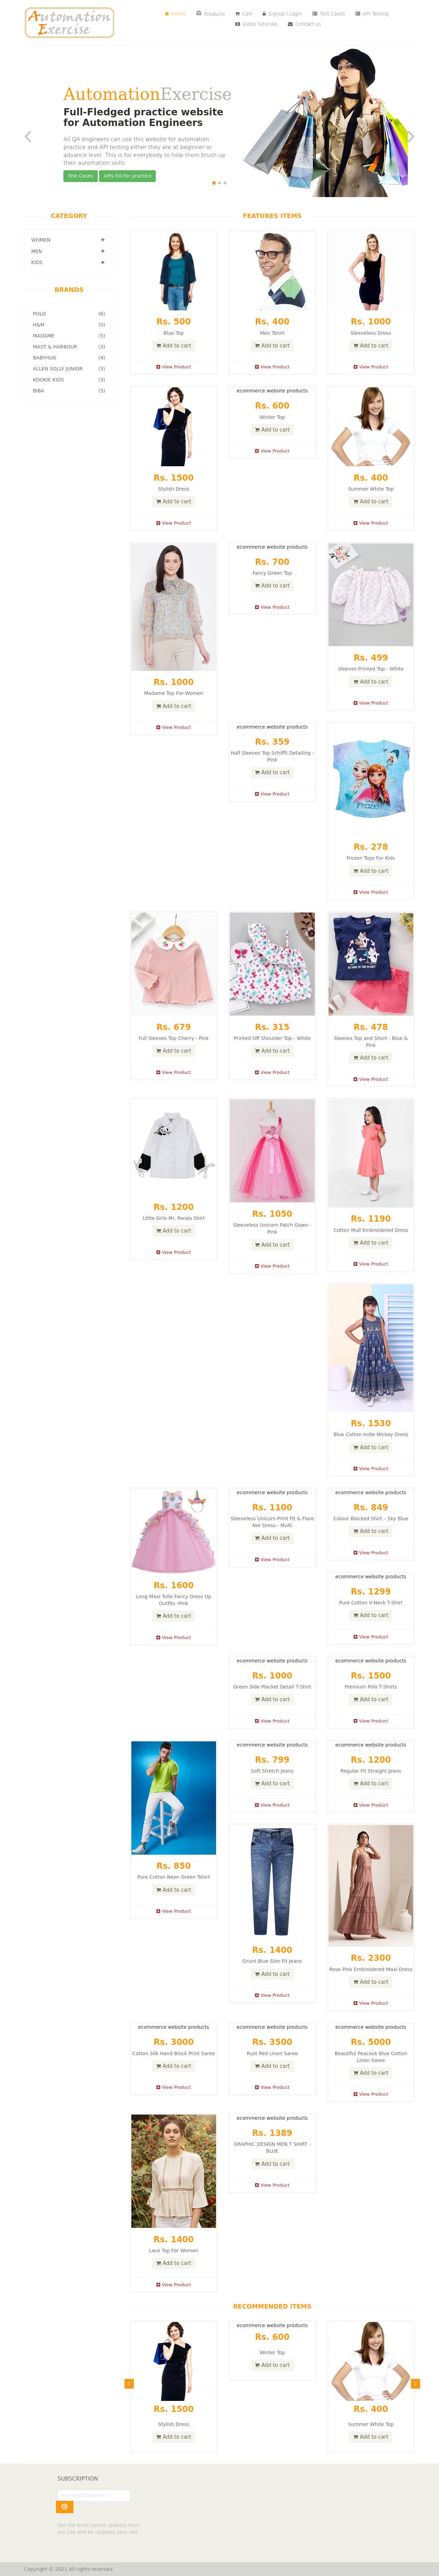 Automation
Exercise
Home
Products
Cart
Signup / Login
Test Cases
API Testing
Video Tutorials
Contact us
AutomationExercise
Full-Fledged practice website
for Automation Engineers
All QA engineers can use this website for automation
practice and API testing either they are at beginner or
advance level. This is for everybody to help them brush up
their automation skills.
Test Cases
APIs list for practice
CATEGORY
WOMEN
MEN
KIDS
BRANDS
POLO (6)
H&M (5)
MADAME (5)
MAST & HARBOUR (3)
BABYHUG (4)
ALLEN SOLLY JUNIOR (3)
KOOKIE KIDS (3)
BIBA (5)
FEATURES ITEMS
Rs. 500
Blue Top
Add to cart
View Product
Rs. 400
Men Tshirt
Add to cart
View Product
Rs. 1000
Sleeveless Dress
Add to cart
View Product
Rs. 1500
Stylish Dress
Add to cart
View Product
ecommerce website products
Rs. 600
Winter Top
Add to cart
View Product
Rs. 400
Summer White Top
Add to cart
View Product
Rs. 1000
Madame Top For Women
Add to cart
View Product
ecommerce website products
Rs. 700
Fancy Green Top
Add to cart
View Product
Rs. 499
Sleeves Printed Top - White
Add to cart
View Product
ecommerce website products
Rs. 359
Half Sleeves Top Schiffli Detailing -
Pink
Add to cart
View Product
FROZEN
Rs. 278
Frozen Tops For Kids
Add to cart
View Product
Rs. 679
Full Sleeves Top Cherry - Pink
Add to cart
View Product
Rs. 315
Printed Off Shoulder Top - White
Add to cart
View Product
Rs. 478
Sleeves Top and Short - Blue &
Pink
Add to cart
View Product
Rs. 1200
Little Girls Mr. Panda Shirt
Add to cart
View Product
Rs. 1050
Sleeveless Unicorn Patch Gown -
Pink
Add to cart
View Product
Rs. 1190
Cotton Mull Embroidered Dress
Add to cart
View Product
Rs. 1530
Blue Cotton Indie Mickey Dress
Add to cart
View Product
Rs. 1600
Long Maxi Tulle Fancy Dress Up
Outfits -Pink
Add to cart
View Product
ecommerce website products
Rs. 1100
Sleeveless Unicorn Print Fit & Flare
Net Dress - Multi
Add to cart
View Product
ecommerce website products
Rs. 849
Colour Blocked Shirt – Sky Blue
Add to cart
View Product
ecommerce website products
Rs. 1299
Pure Cotton V-Neck T-Shirt
Add to cart
View Product
ecommerce website products
Rs. 1000
Green Side Placket Detail T-Shirt
Add to cart
View Product
ecommerce website products
Rs. 1500
Premium Polo T-Shirts
Add to cart
View Product
Rs. 850
Pure Cotton Neon Green Tshirt
Add to cart
View Product
ecommerce website products
Rs. 799
Soft Stretch Jeans
Add to cart
View Product
ecommerce website products
Rs. 1200
Regular Fit Straight Jeans
Add to cart
View Product
Rs. 1400
Grunt Blue Slim Fit Jeans
Add to cart
View Product
Rs. 2300
Rose Pink Embroidered Maxi Dress
Add to cart
View Product
ecommerce website products
Rs. 3000
Cotton Silk Hand Block Print Saree
Add to cart
View Product
ecommerce website products
Rs. 3500
Rust Red Linen Saree
Add to cart
View Product
ecommerce website products
Rs. 5000
Beautiful Peacock Blue Cotton
Linen Saree
Add to cart
View Product
Rs. 1400
Lace Top For Women
Add to cart
View Product
ecommerce website products
Rs. 1389
GRAPHIC DESIGN MEN T SHIRT -
BLUE
Add to cart
View Product
RECOMMENDED ITEMS
Rs. 1500
Stylish Dress
Add to cart
ecommerce website products
Rs. 600
Winter Top
Add to cart
Rs. 400
Summer White Top
Add to cart
SUBSCRIPTION
Your email address
Get the most recent updates from
our site and be updated your self...
Copyright © 2021 All rights reserved